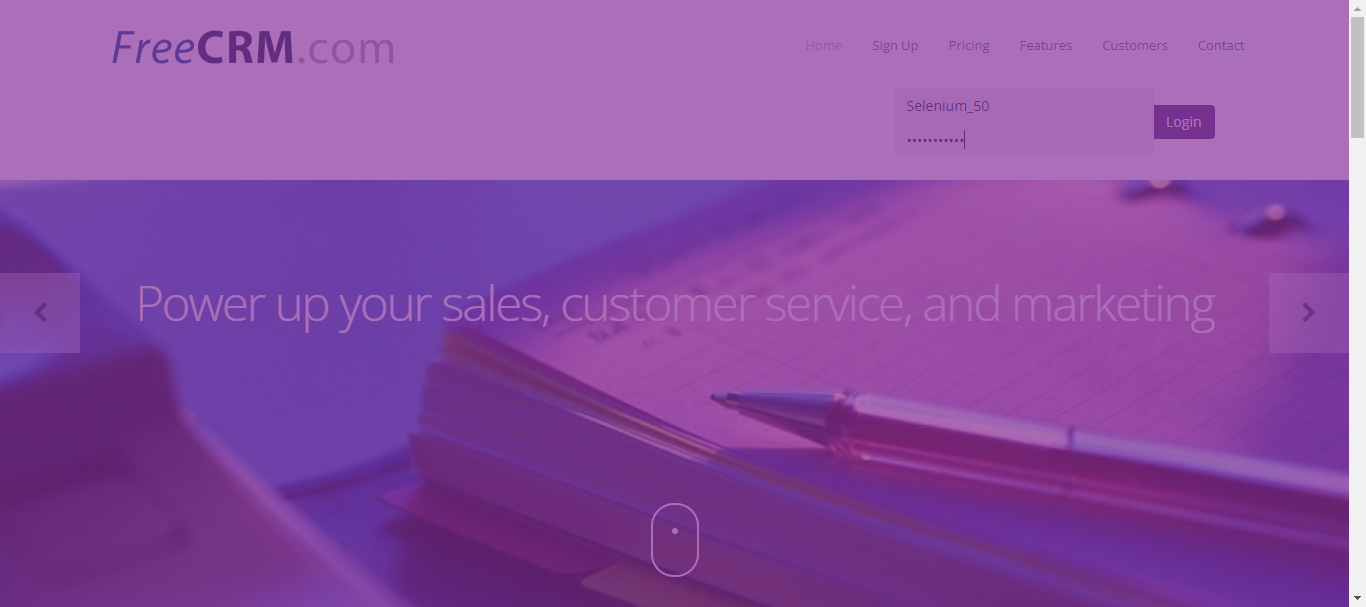 FreeCRM.com
Home Sign Up Pricing Features Customers Contact
Selenium_50
•••••••••••
Login
Power up your sales, customer service, and marketing